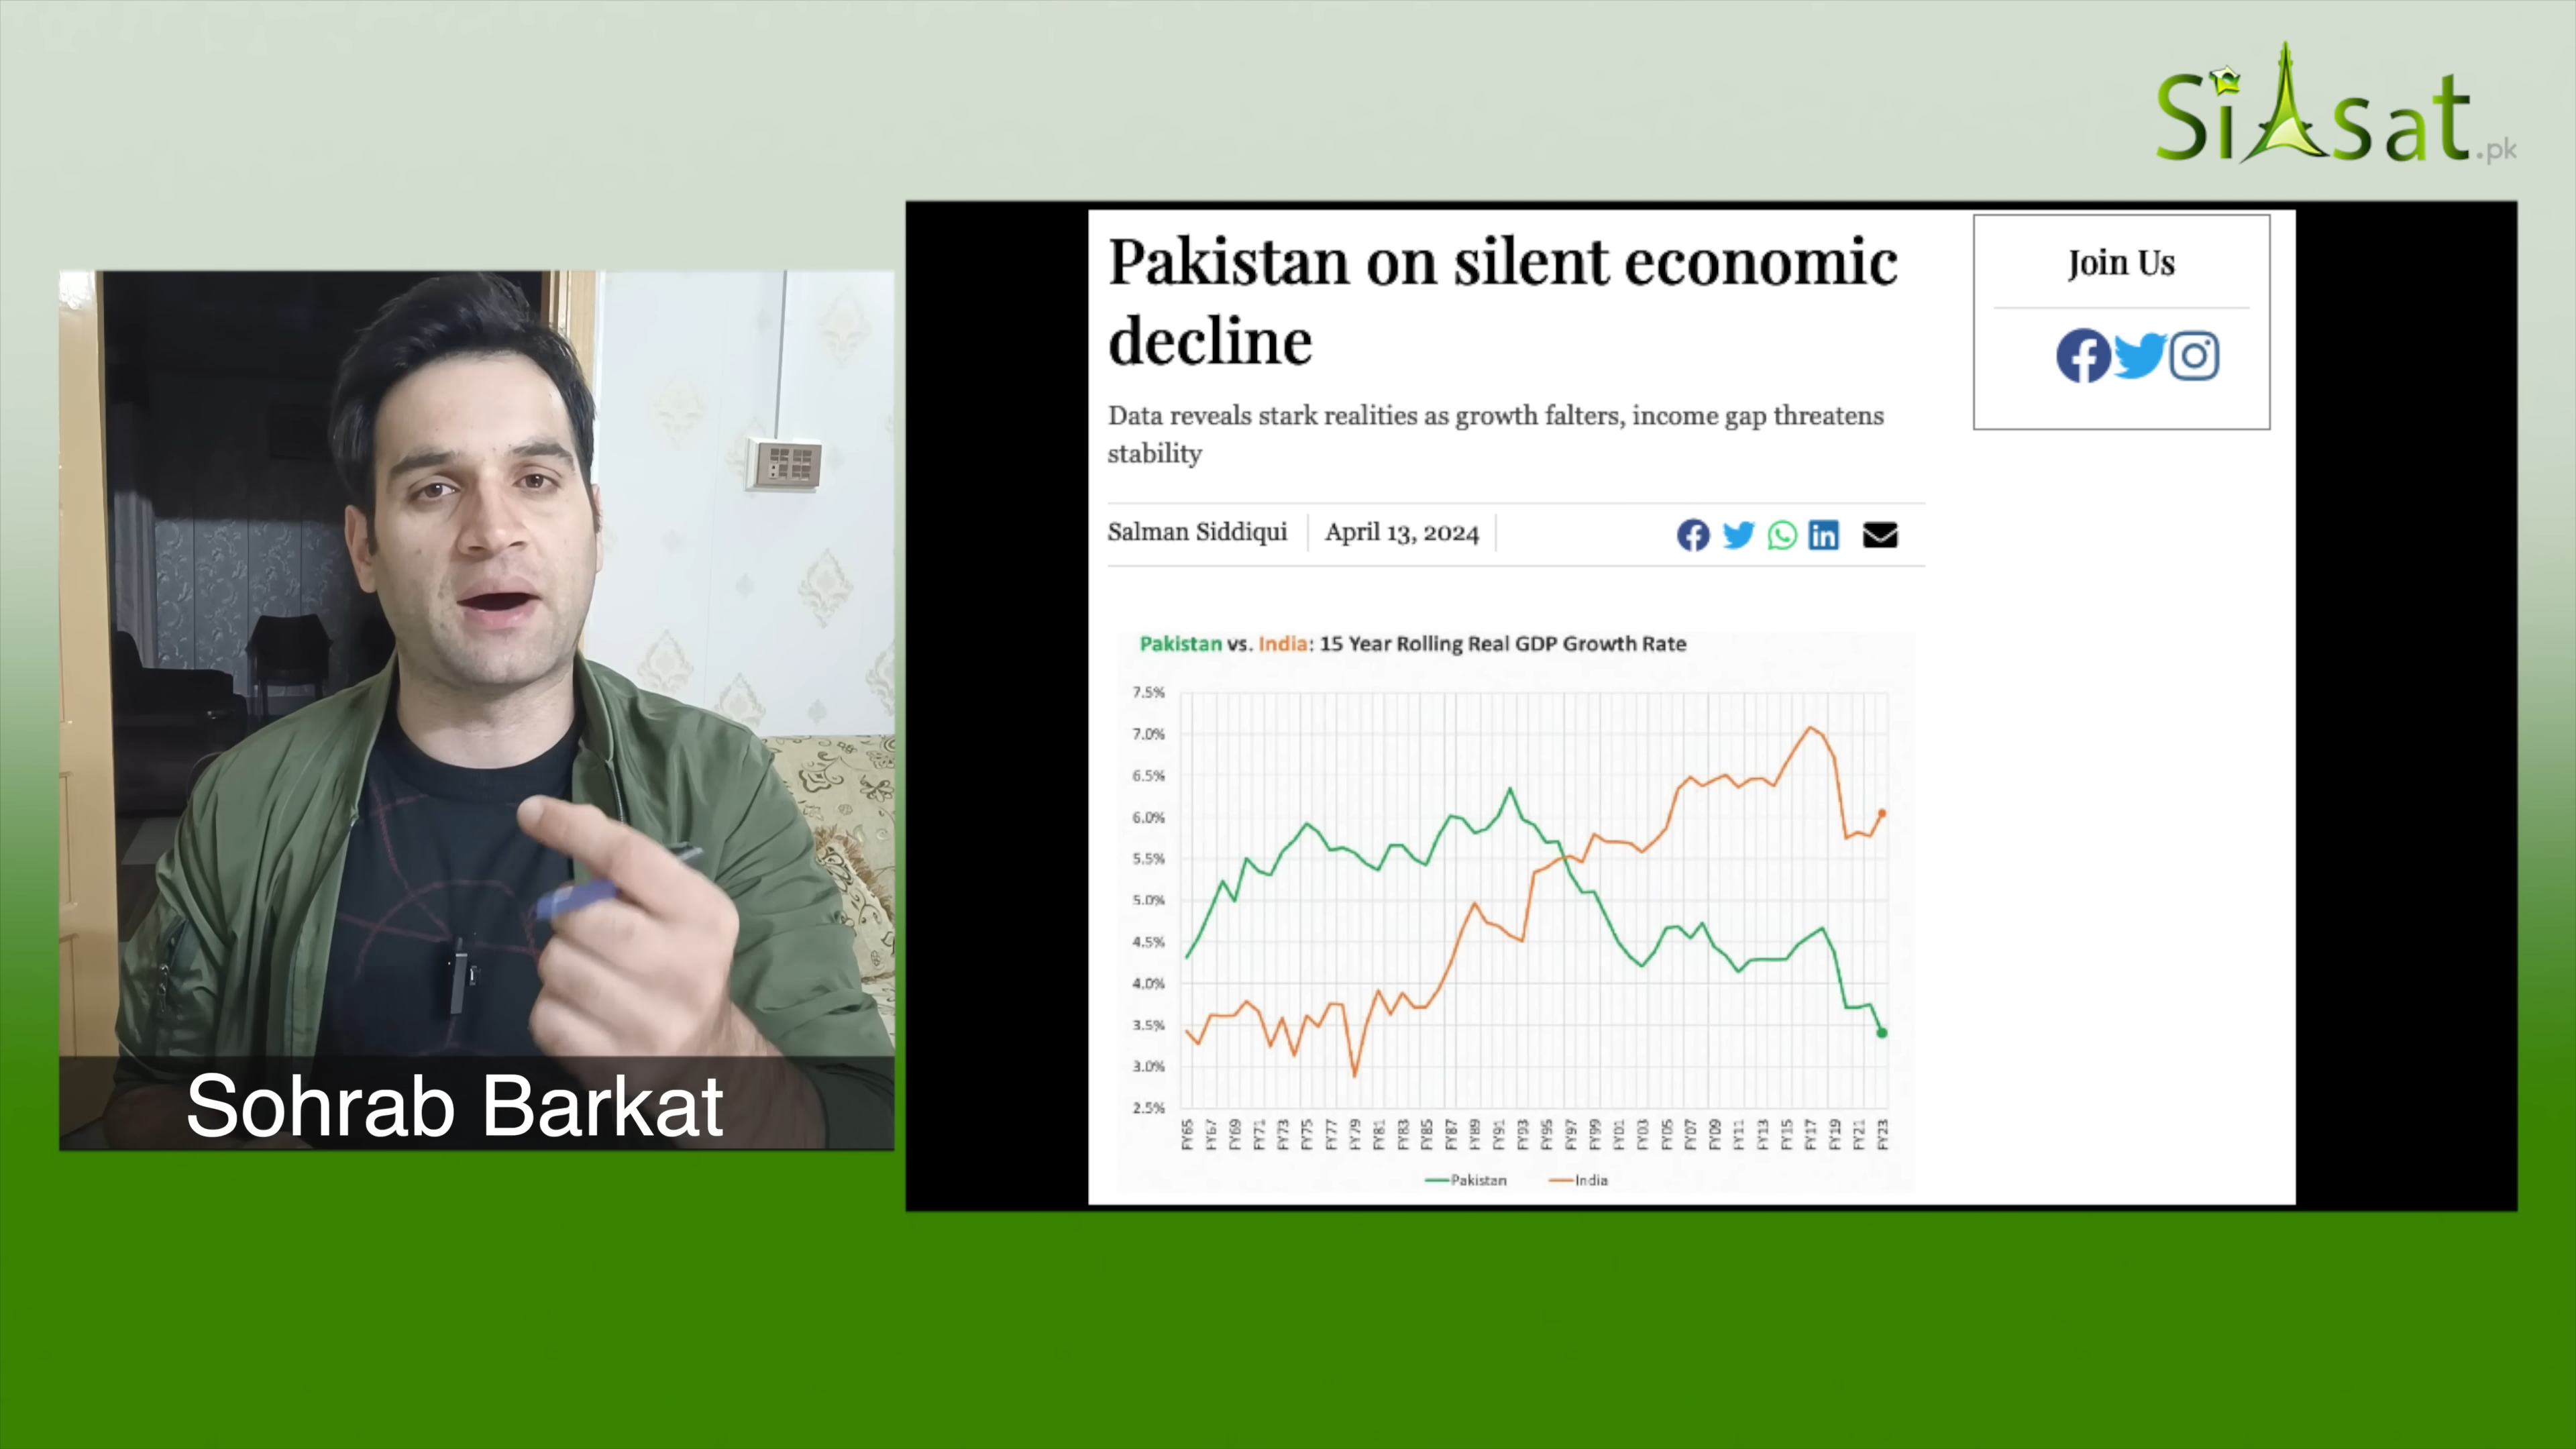 SiAsat.pk
Pakistan on silent economic
decline
Data reveals stark realities as growth falters, income gap threatens
stability
Salman Siddiqui
April 13, 2024
Join Us
Pakistan vs. India: 15 Year Rolling Real GDP Growth Rate
7.5%
7.0%
6.5%
6.0%
5.5%
5.0%
4.5%
4.0%
3.5%
3.0%
2.5%
FY65 FY67 FY69 FY71 FY73 FY75 FY77 FY79 FY81 FY83 FY85 FY87 FY89 FY91 FY93 FY95 FY97 FY99 FY01 FY03 FY05 FY07 FY09 FY11 FY13 FY15 FY17 FY19 FY21 FY23
Pakistan India
Sohrab Barkat